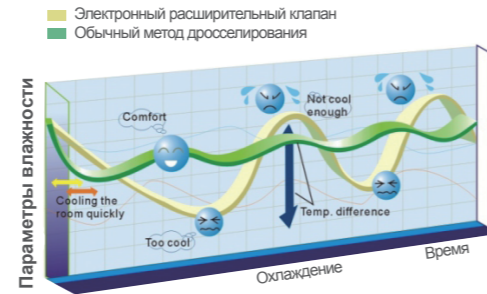 Электронный расширительный клапан
Обычный метод дросселирования
Параметры влажности
Comfort
Not cool
enough
Cooling the
room quickly
Temp. difference
Too cool
Охлаждение
Время